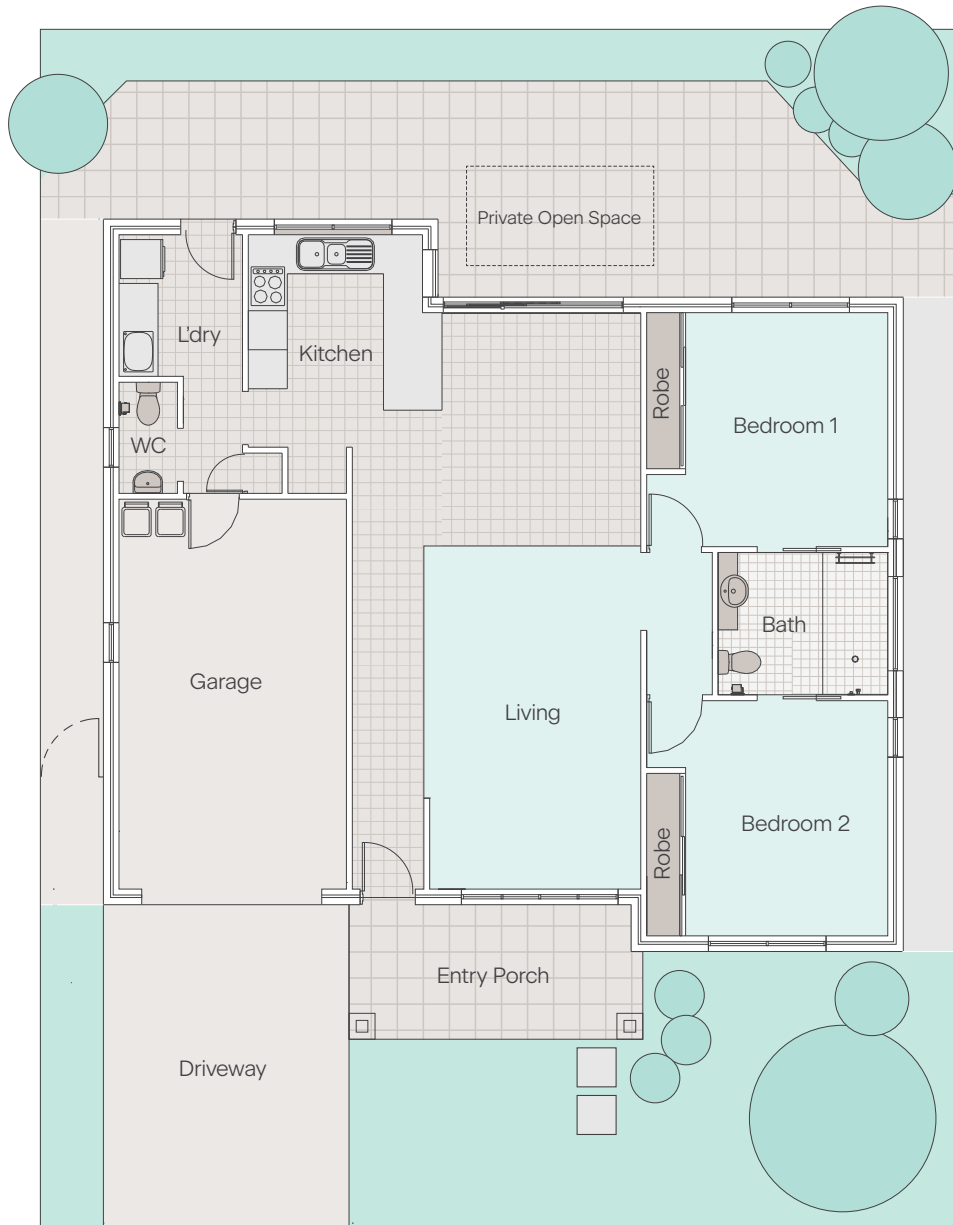 Private Open Space
L'dry
Kitchen
Robe
Bedroom 1
WC
Bath
Garage
Living
Bedroom 2
Robe
Entry Porch
Driveway